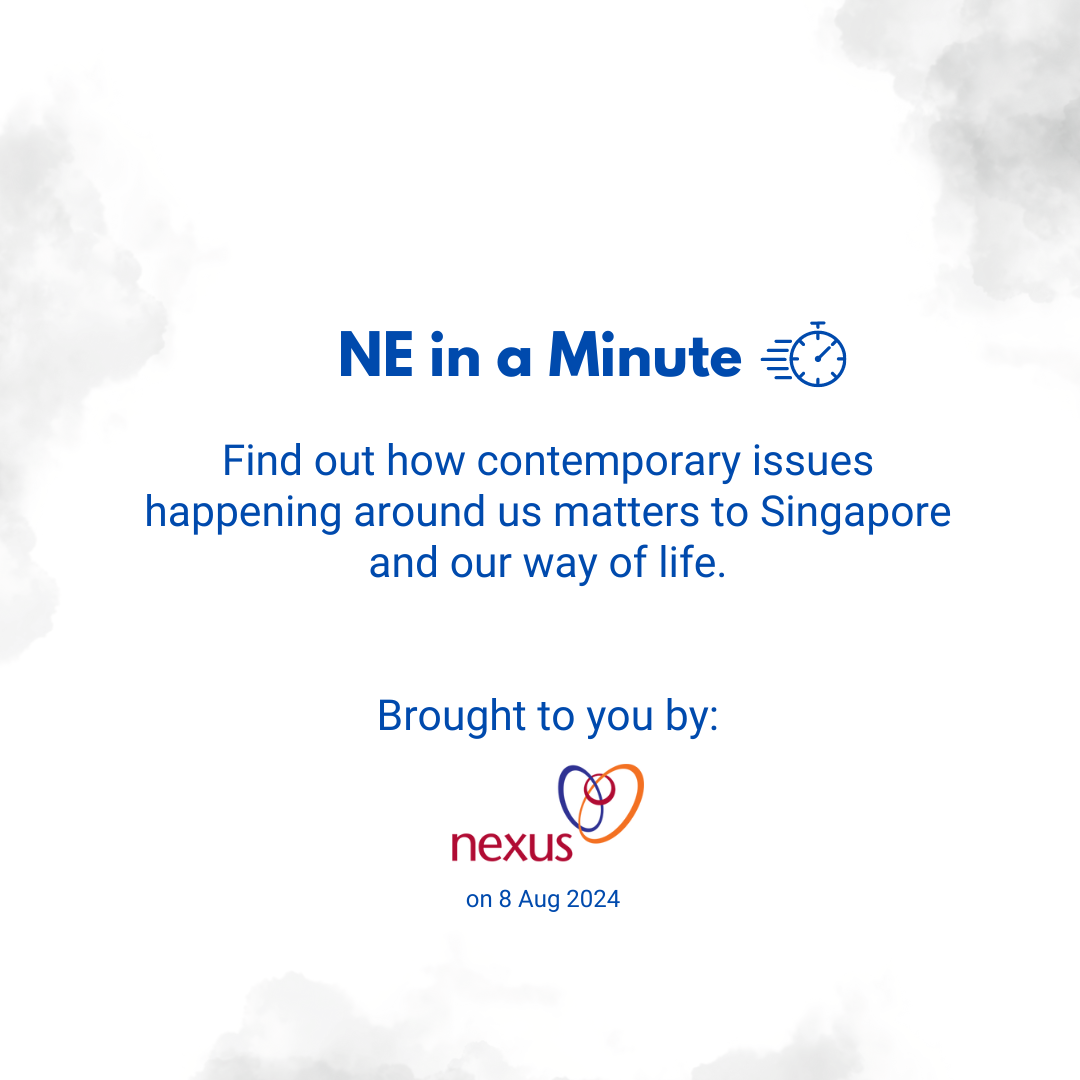 NE in a Minute
Find out how contemporary issues
happening around us matters to Singapore
and our way of life.
Brought to you by:
nexus
on 8 Aug 2024